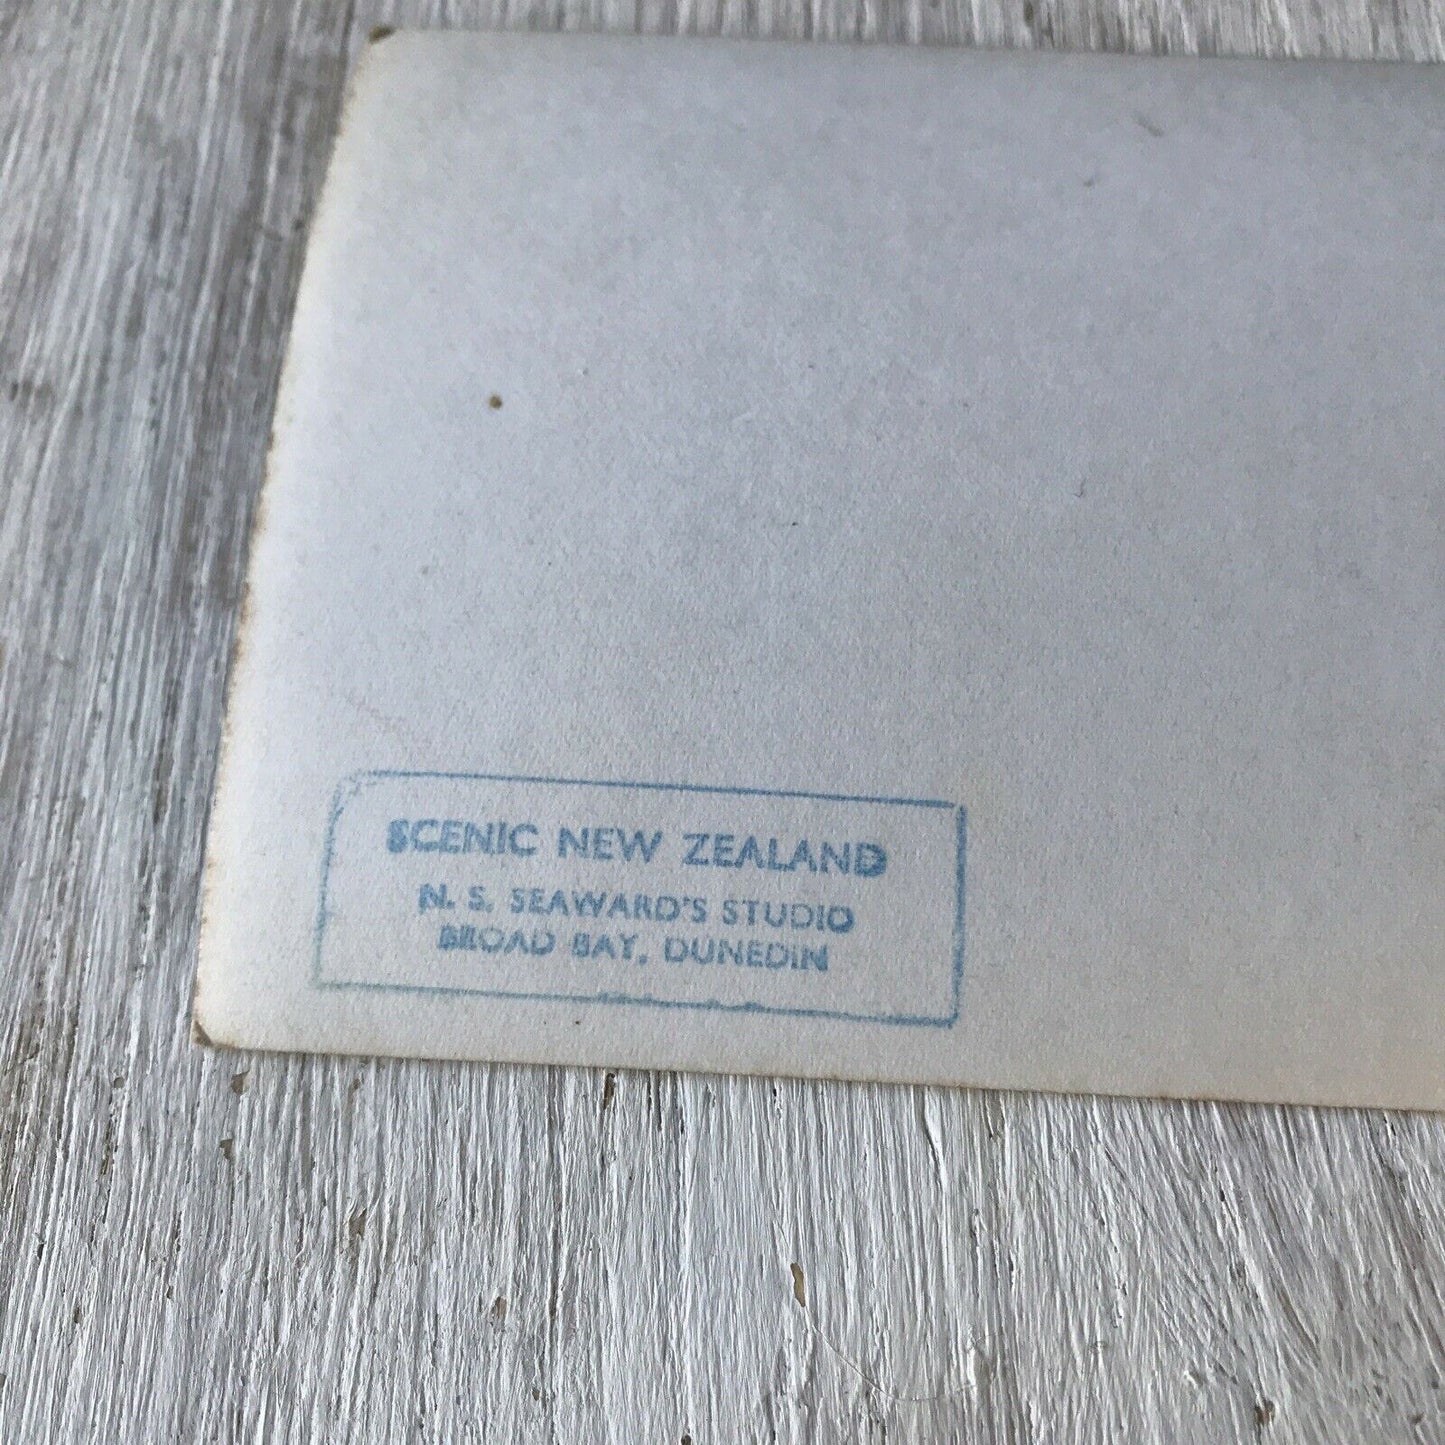 SCENIC NEW ZEALAND
N. S. SEAWARD'S STUDIO
BROAD BAY, DUNEDIN